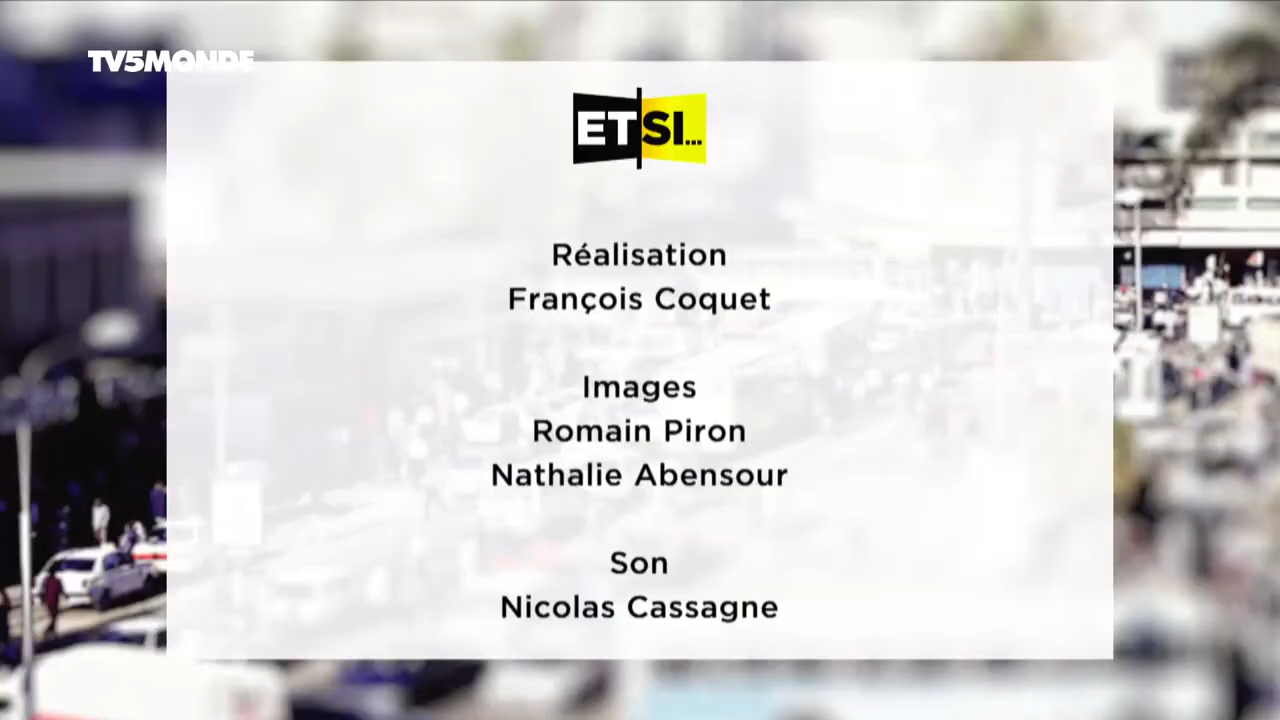 TV5MONDE
ET SI...
Réalisation
François Coquet
Images
Romain Piron
Nathalie Abensour
Son
Nicolas Cassagne